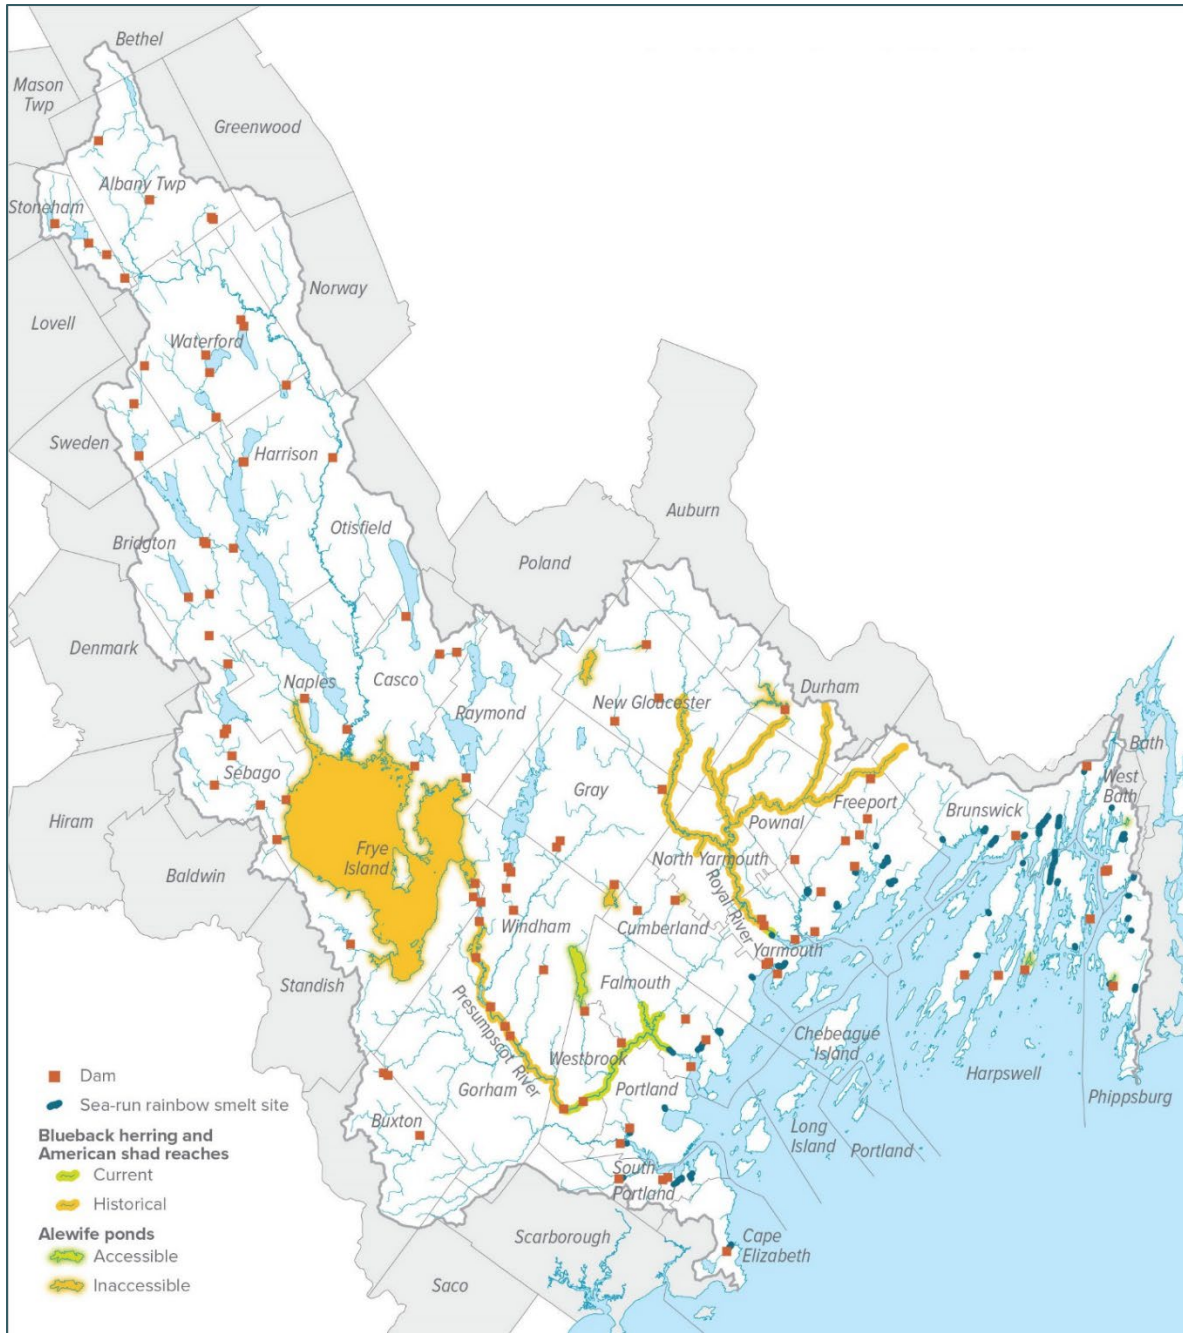 Bethel
Mason
Twp
Greenwood
Albany Twp
Stoneham
Norway
Lovell
Waterford
Sweden
Harrison
Auburn
Otisfield
Bridgton
Poland
Denmark
Naples
Casco
Durham
New Gloucester
Raymond
Bath
West
Bath
Sebago
Gray
Freeport
Brunswick
Hiram
Pownal
Frye
Island
North Yarmouth
Baldwin
Royal River
Windham
Cumberland
Yarmouth
Standish
Falmouth
Presumpscot River
Chebeague
Island
Westbrook
Harpswell
Gorham
Portland
Phippsburg
Buxton
Long
Island
Portland
South
Portland
Scarborough
Cape
Elizabeth
Saco
Dam
Sea-run rainbow smelt site
Blueback herring and
American shad reaches
Current
Historical
Alewife ponds
Accessible
Inaccessible